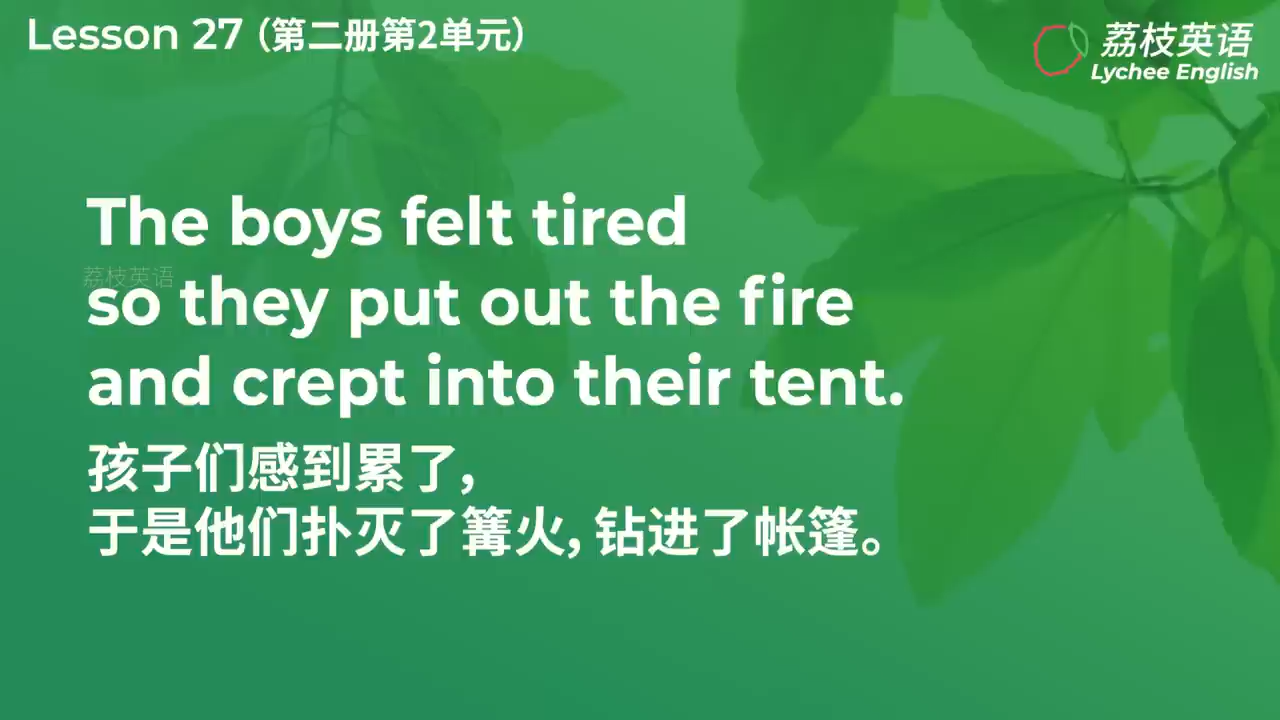 Lesson 27（第二册第2单元）
荔枝英语
Lychee English
The boys felt tired
荔枝英语
so they put out the fire
and crept into their tent.
孩子们感到累了，
于是他们扑灭了篝火，钻进了帐篷。